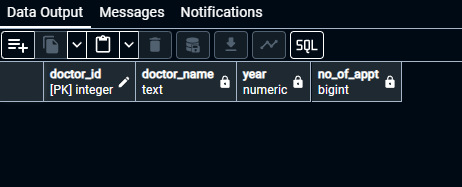 Data Output Messages Notifications
SQL
doctor_id doctor_name year no_of_appt
[PK] integer text numeric bigint